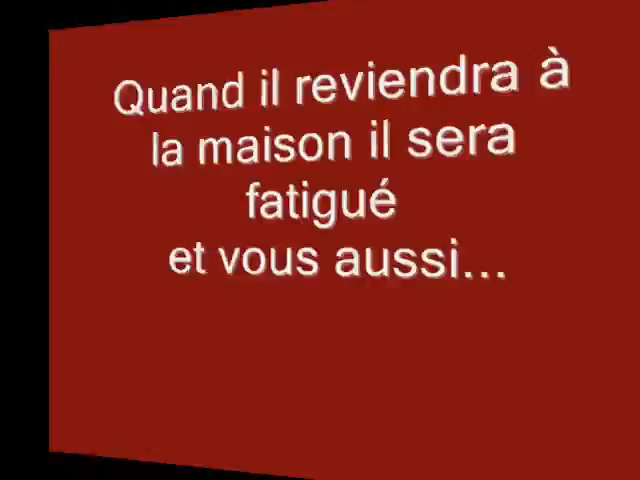 Quand il reviendra à
la maison il sera
fatigué
et vous aussi...